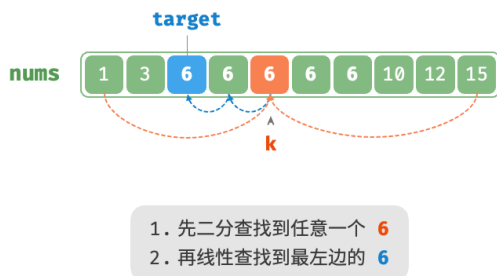 target
nums 1 3 6 6 6 6 6 10 12 15
k
1. 先二分查找到任意一个 6
2. 再线性查找到最左边的 6